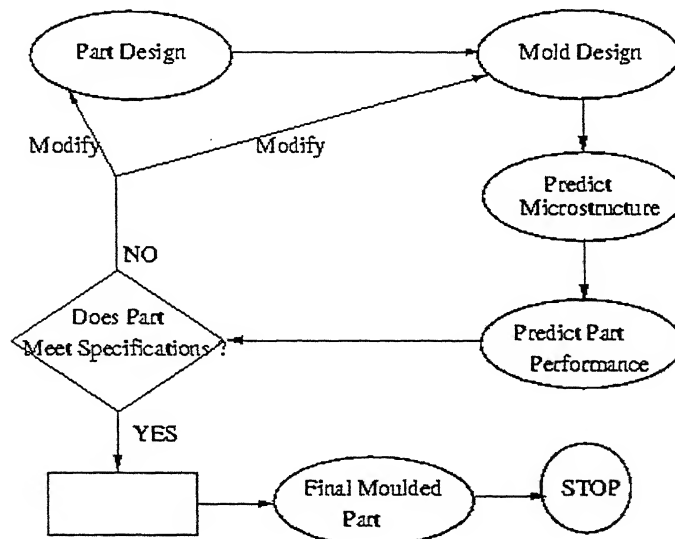 Part Design
Mold Design
Modify
Modify
Predict
Microstructure
NO
Does Part
Meet Specifications ?
Predict Part
Performance
YES
Final Moulded
Part
STOP